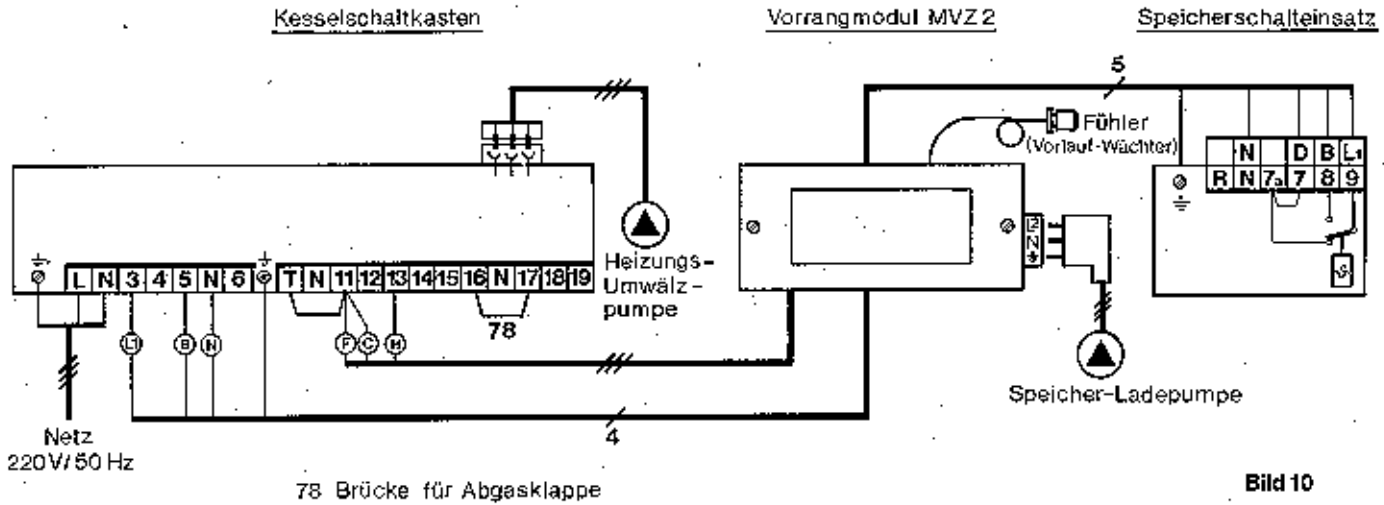 Kesselschaltkasten
Vorrangmodul MVZ 2
Speicherschalteinsatz
5
Fühler
(Vorlauf-Wächter)
N D B L1
R N 7a 7 8 9
L2
N
Heizungs-
Umwälz-
pumpe
L N 3 4 5 N 6 T N 11 12 13 14 15 16 N 17 18 19
78
L1 B N F C H
Speicher-Ladepumpe
4
Netz
220V/50 Hz
78 Brücke für Abgasklappe
Bild 10